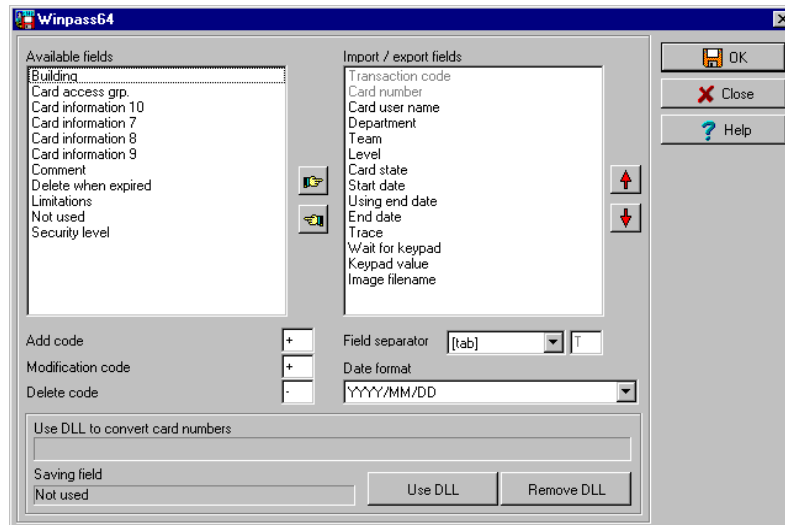 Winpass64
Available fields
Building
Card access grp.
Card information 10
Card information 7
Card information 8
Card information 9
Comment
Delete when expired
Limitations
Not used
Security level
Import / export fields
Transaction code
Card number
Card user name
Department
Team
Level
Card state
Start date
Using end date
End date
Trace
Wait for keypad
Keypad value
Image filename
OK
Close
? Help
Add code +
Modification code +
Delete code -
Field separator [tab] T
Date format
YYYY/MM/DD
Use DLL to convert card numbers
Saving field
Not used
Use DLL
Remove DLL